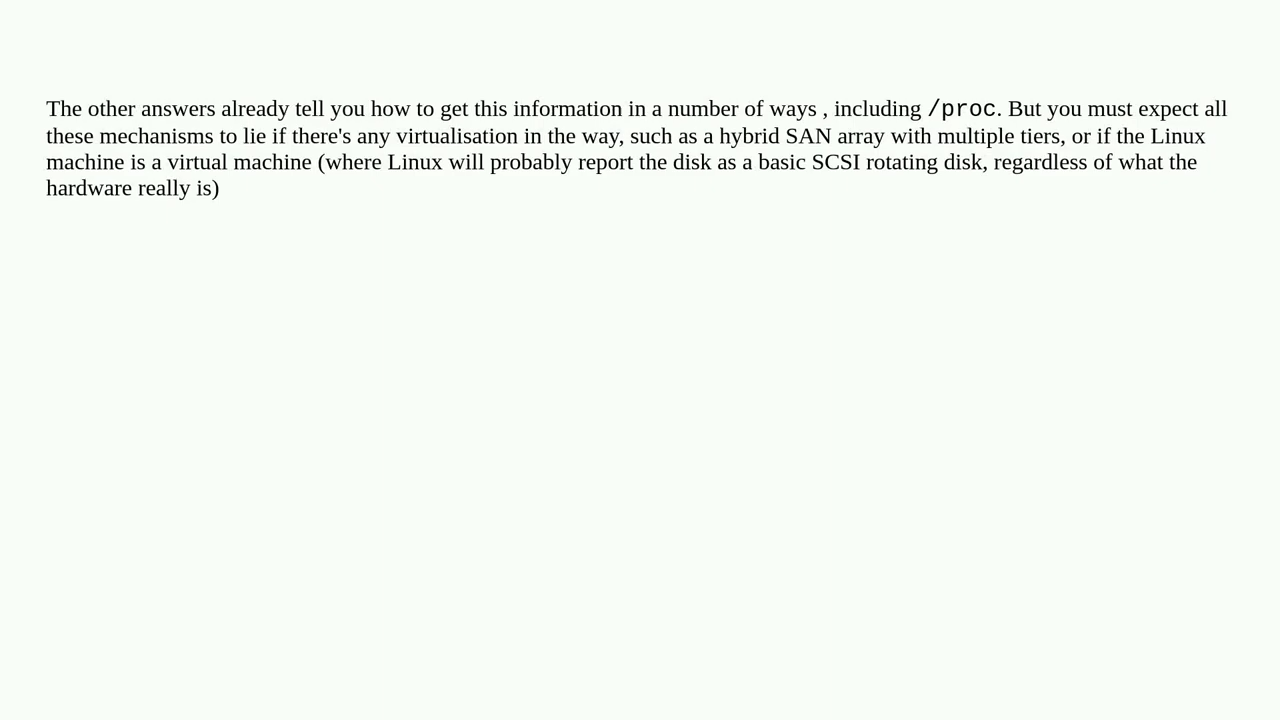 The other answers already tell you how to get this information in a number of ways , including /proc. But you must expect all
these mechanisms to lie if there's any virtualisation in the way, such as a hybrid SAN array with multiple tiers, or if the Linux
machine is a virtual machine (where Linux will probably report the disk as a basic SCSI rotating disk, regardless of what the
hardware really is)